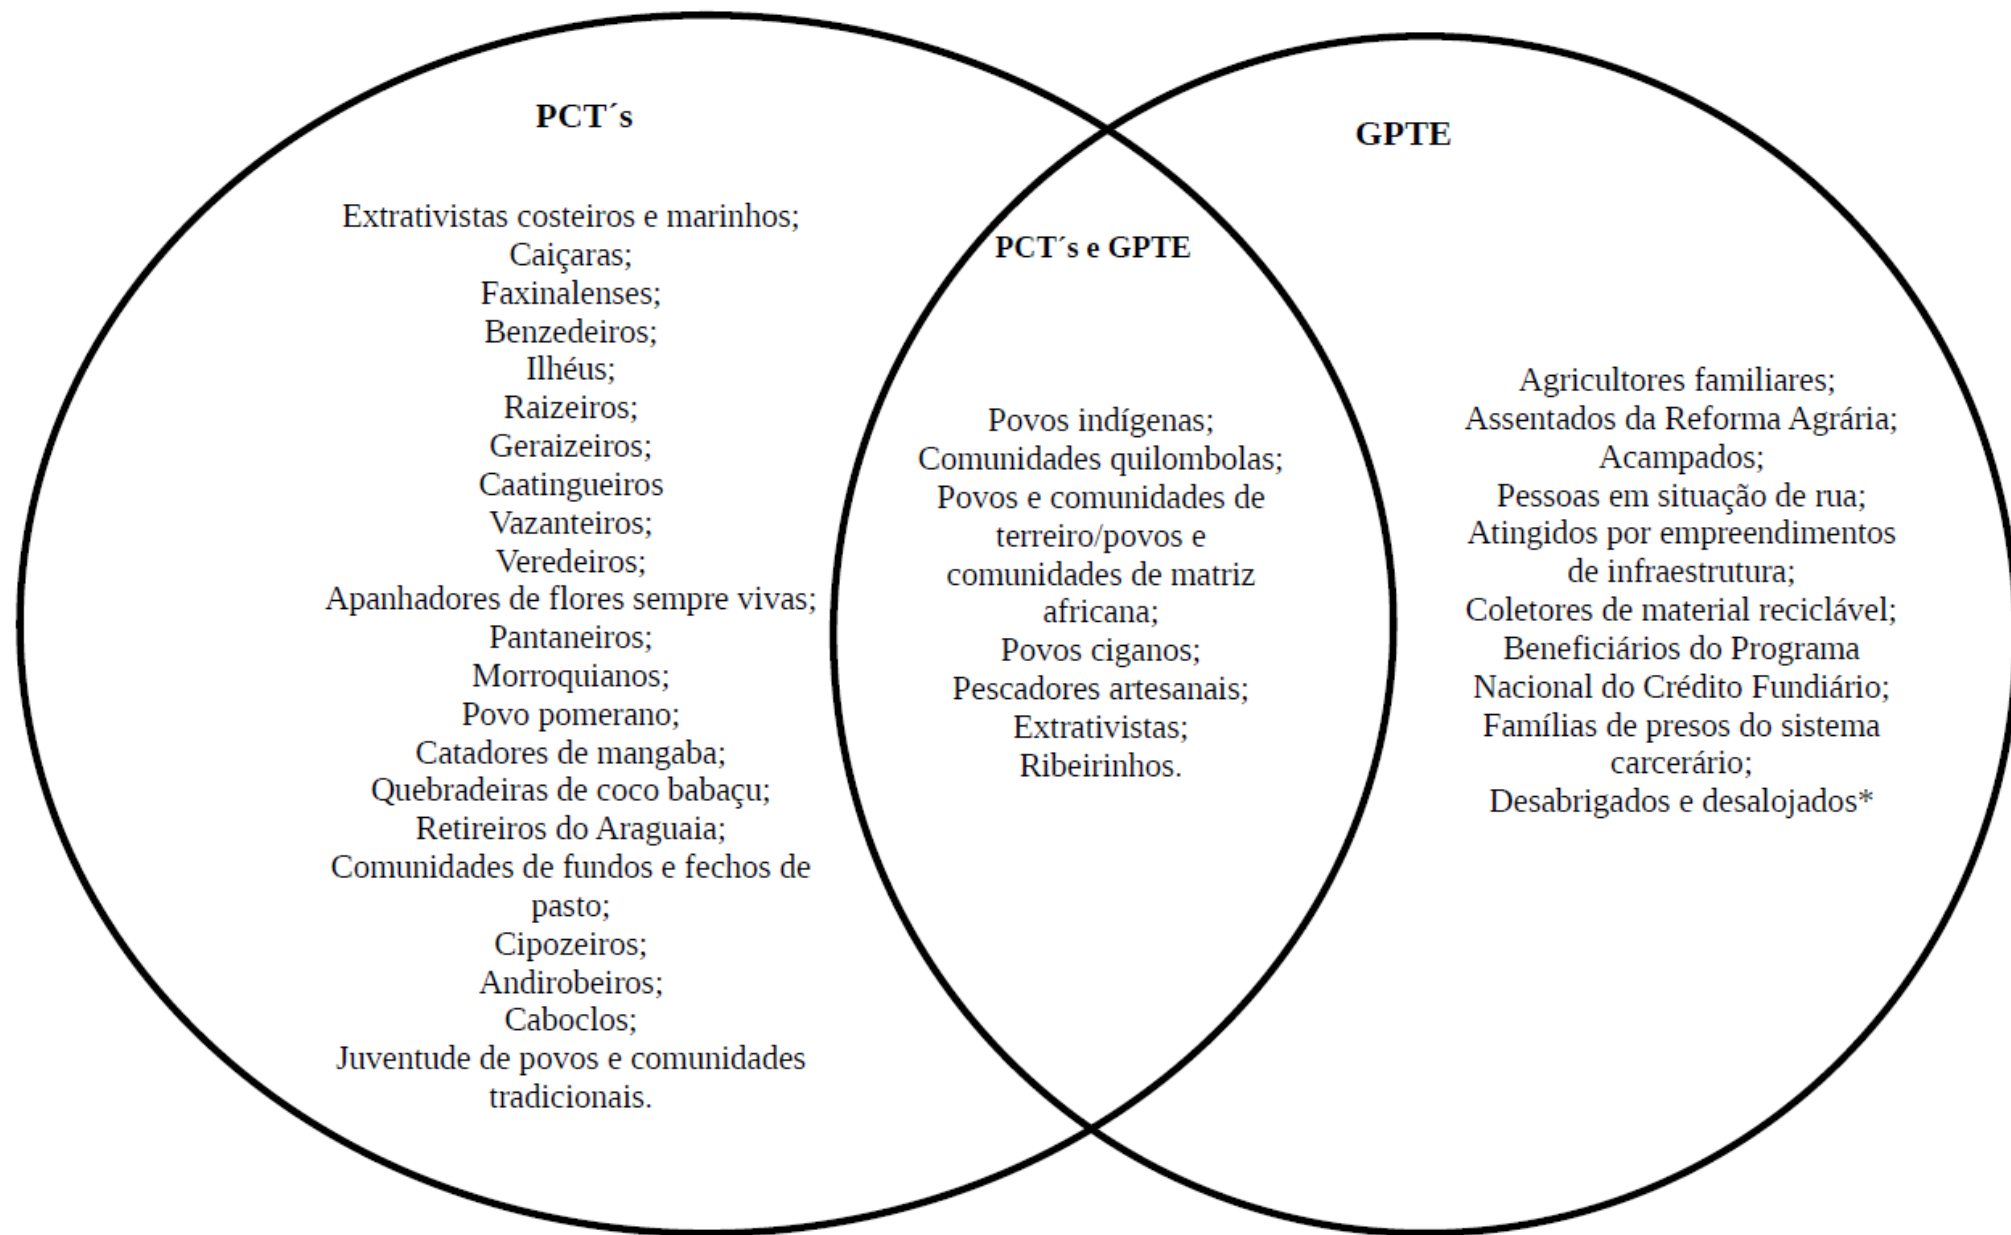 PCT´s
Extrativistas costeiros e marinhos;
Caiçaras;
Faxinalenses;
Benzedeiros;
Ilhéus;
Raizeiros;
Geraizeiros;
Caatingueiros
Vazanteiros;
Veredeiros;
Apanhadores de flores sempre vivas;
Pantaneiros;
Morroquianos;
Povo pomerano;
Catadores de mangaba;
Quebradeiras de coco babaçu;
Retireiros do Araguaia;
Comunidades de fundos e fechos de
pasto;
Cipozeiros;
Andirobeiros;
Caboclos;
Juventude de povos e comunidades
tradicionais.
PCT´s e GPTE
Povos indígenas;
Comunidades quilombolas;
Povos e comunidades de
terreiro/povos e
comunidades de matriz
africana;
Povos ciganos;
Pescadores artesanais;
Extrativistas;
Ribeirinhos.
GPTE
Agricultores familiares;
Assentados da Reforma Agrária;
Acampados;
Pessoas em situação de rua;
Atingidos por empreendimentos
de infraestrutura;
Coletores de material reciclável;
Beneficiários do Programa
Nacional do Crédito Fundiário;
Famílias de presos do sistema
carcerário;
Desabrigados e desalojados*